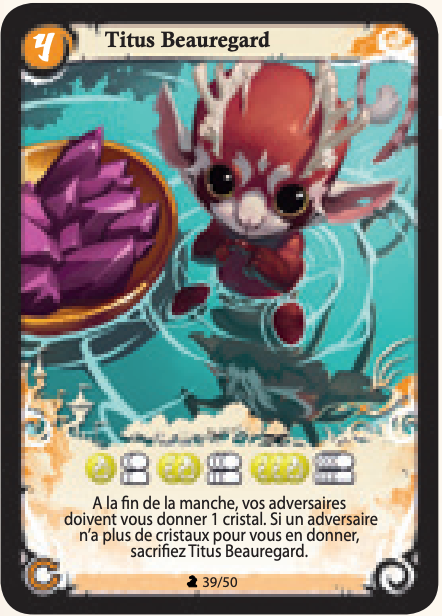 4
Titus Beauregard
A la fin de la manche, vos adversaires
doivent vous donner 1 cristal. Si un adversaire
n'a plus de cristaux pour vous en donner,
sacrifiez Titus Beauregard.
39/50